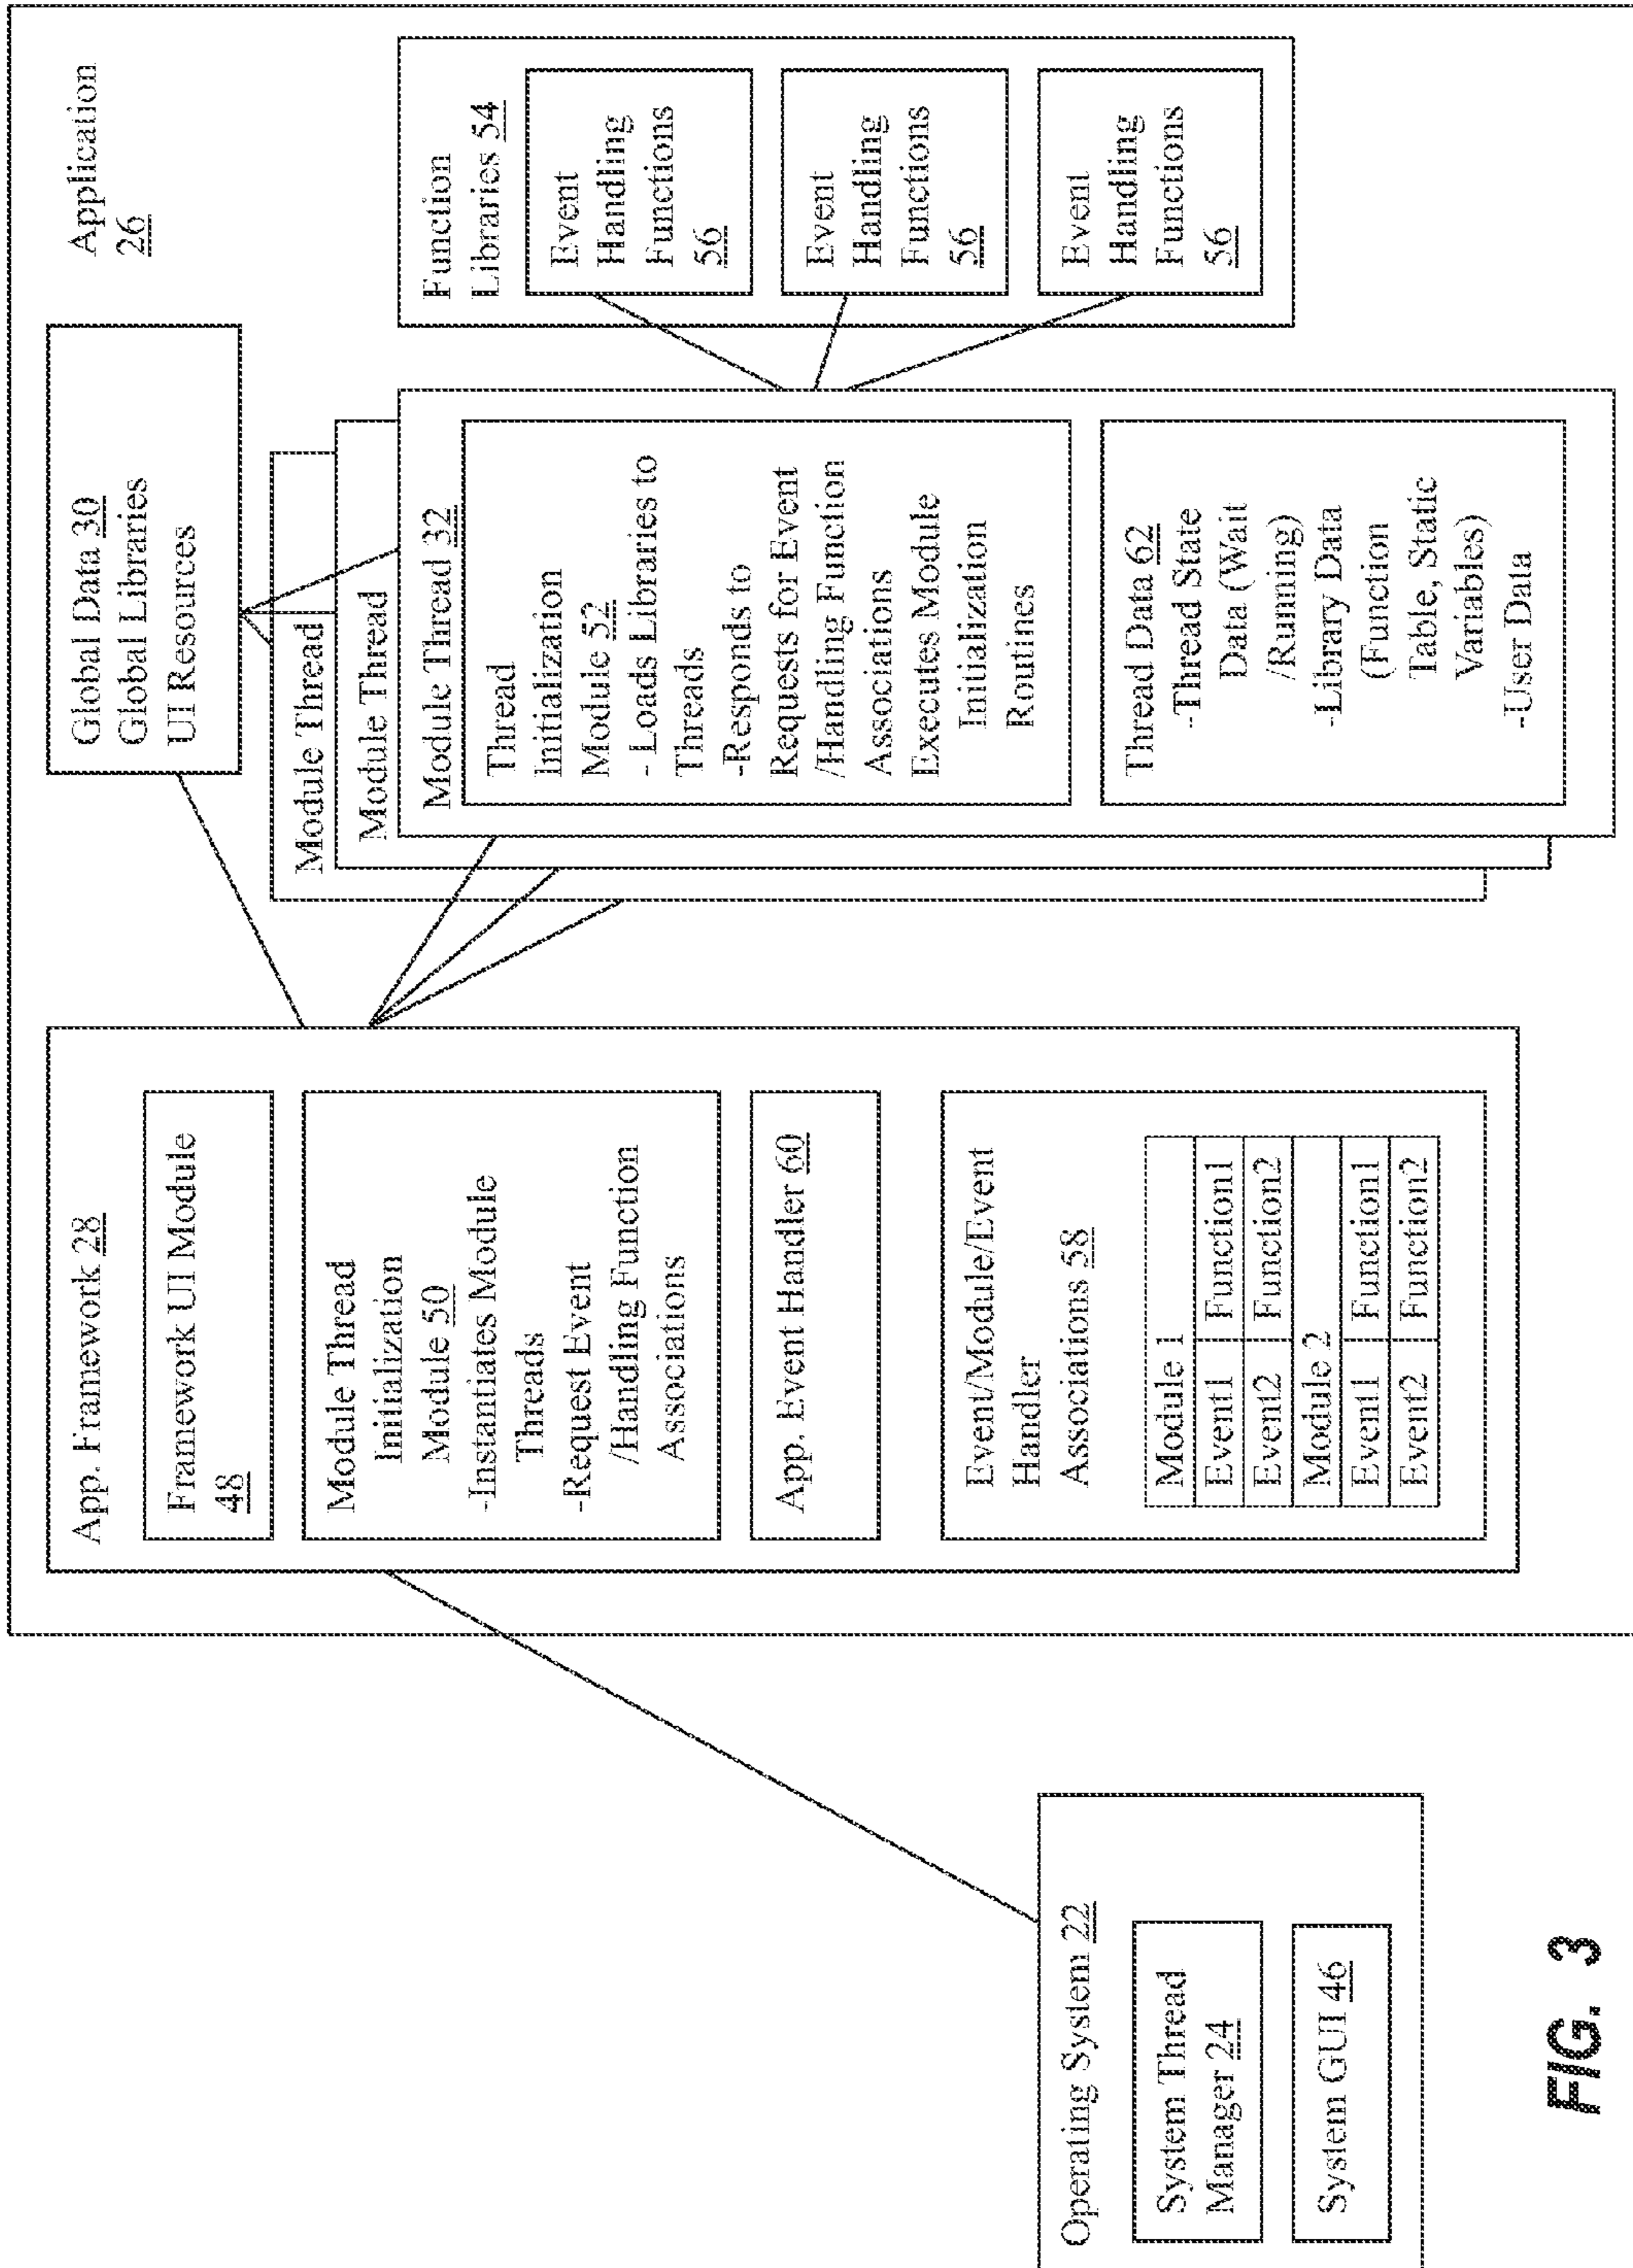 Application
26
Operating System 22
System Thread
Manager 24
System GUI 46
App. Framework 28
Framework UI Module
48
Module Thread
Initialization
Module 50
-Instantiates Module
Threads
-Request Event
/Handling Function
Associations
App. Event Handler 60
Event/Module/Event
Handler
Associations 58
Module 1
Event1 Function1
Event2 Function2
Module 2
Event1 Function1
Event2 Function2
Global Data 30
Global Libraries
UI Resources
Module Thread
Module Thread
Module Thread 32
Thread
Initialization
Module 52
- Loads Libraries to
Threads
-Responds to
Requests for Event
/Handling Function
Associations
Executes Module
Initialization
Routines
Thread Data 62
-Thread State
Data (Wait
/Running)
-Library Data
(Function
Table, Static
Variables)
-User Data
Function
Libraries 54
Event
Handling
Functions
56
Event
Handling
Functions
56
Event
Handling
Functions
56
FIG. 3